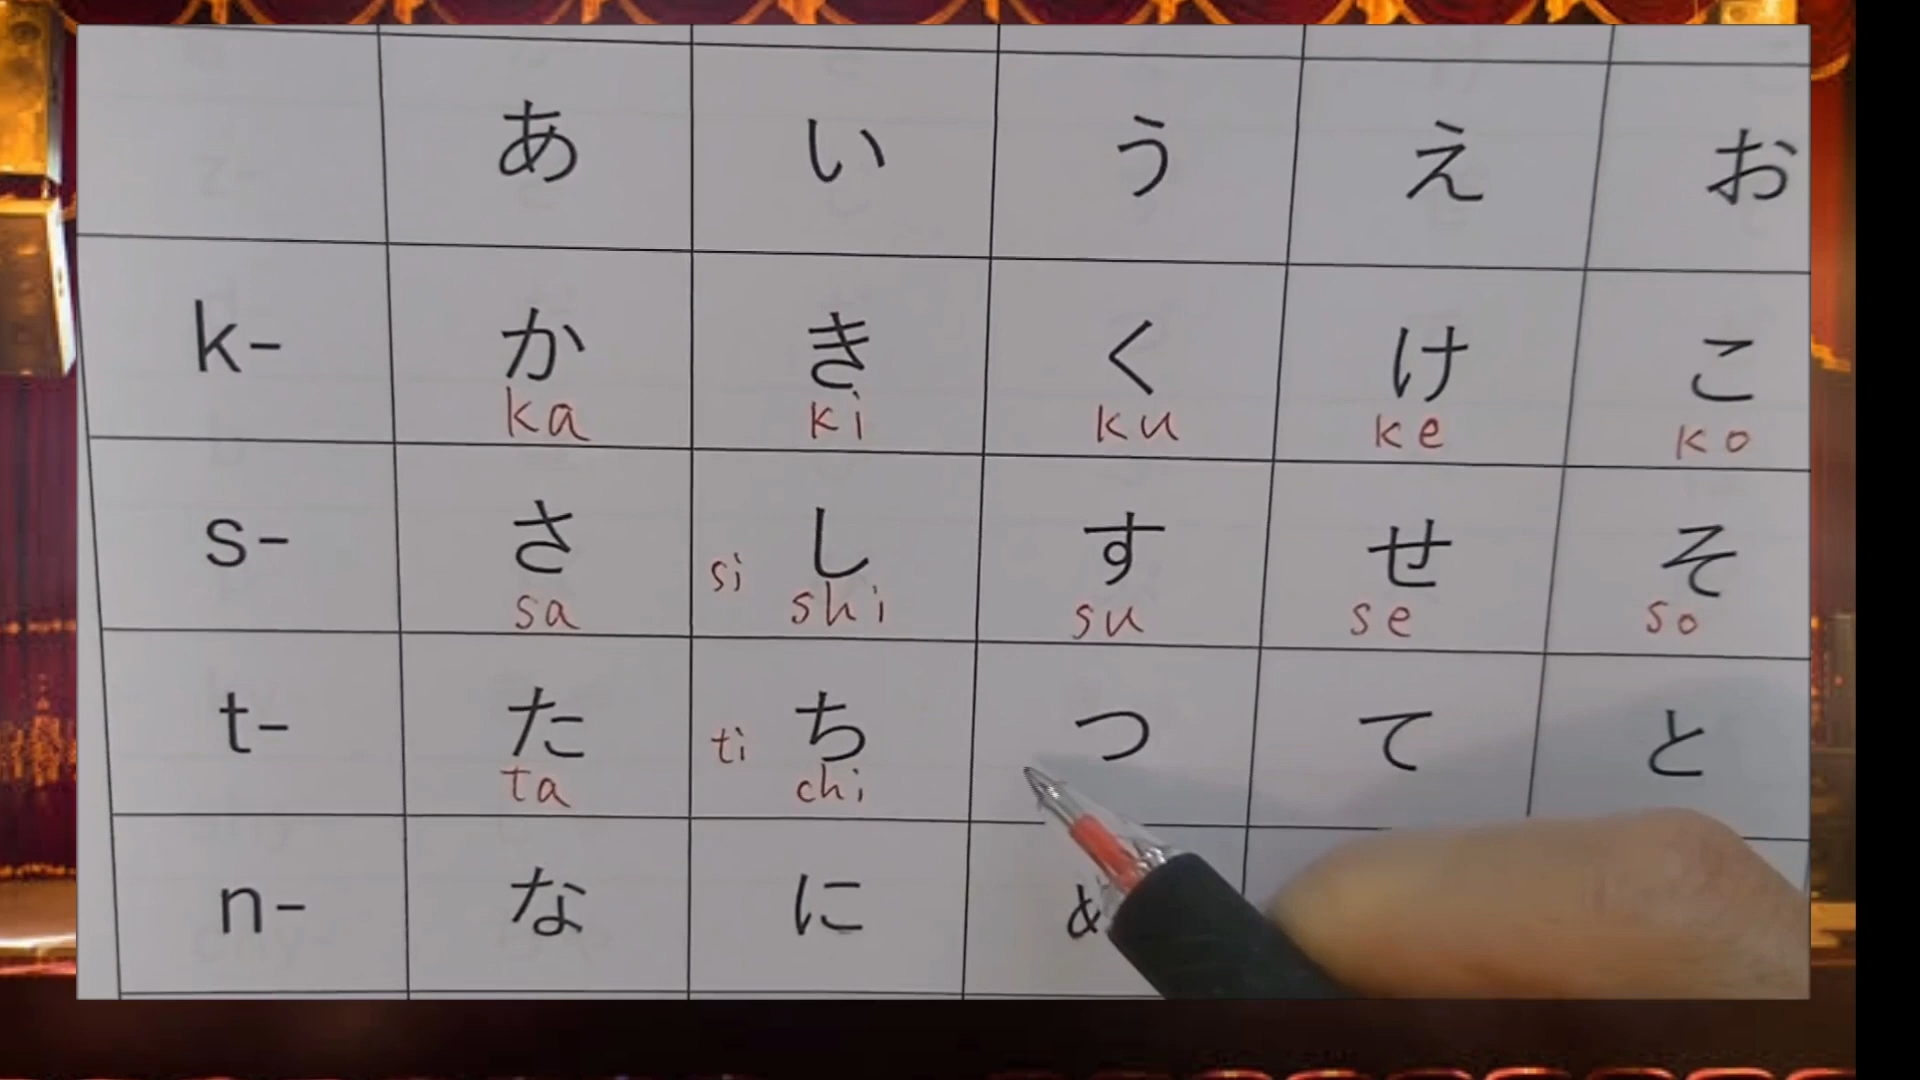 あ い う え お
k- か き く け こ
ka ki ku ke ko
s- さ si し す せ そ
sa shi su se so
t- た ti ち つ て と
ta chi
n- な に